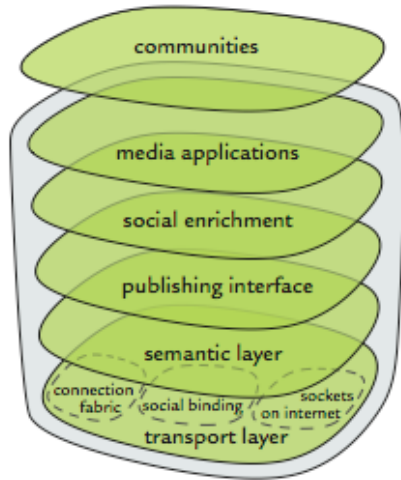 communities
media applications
social enrichment
publishing interface
semantic layer
connection
fabric
social binding
sockets
on internet
transport layer